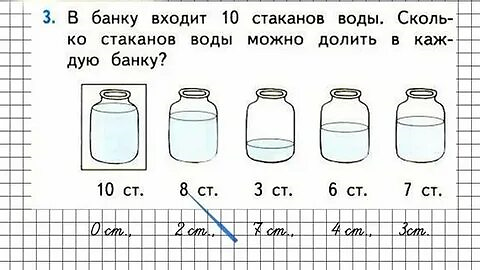 3. В банку входит 10 стаканов воды. Сколь-
ко стаканов воды можно долить в каж-
дую банку?
10 ст. 8 ст. 3 ст. 6 ст. 7 ст.
0 ст., 2 ст., 7 ст., 4 ст., 3 ст.